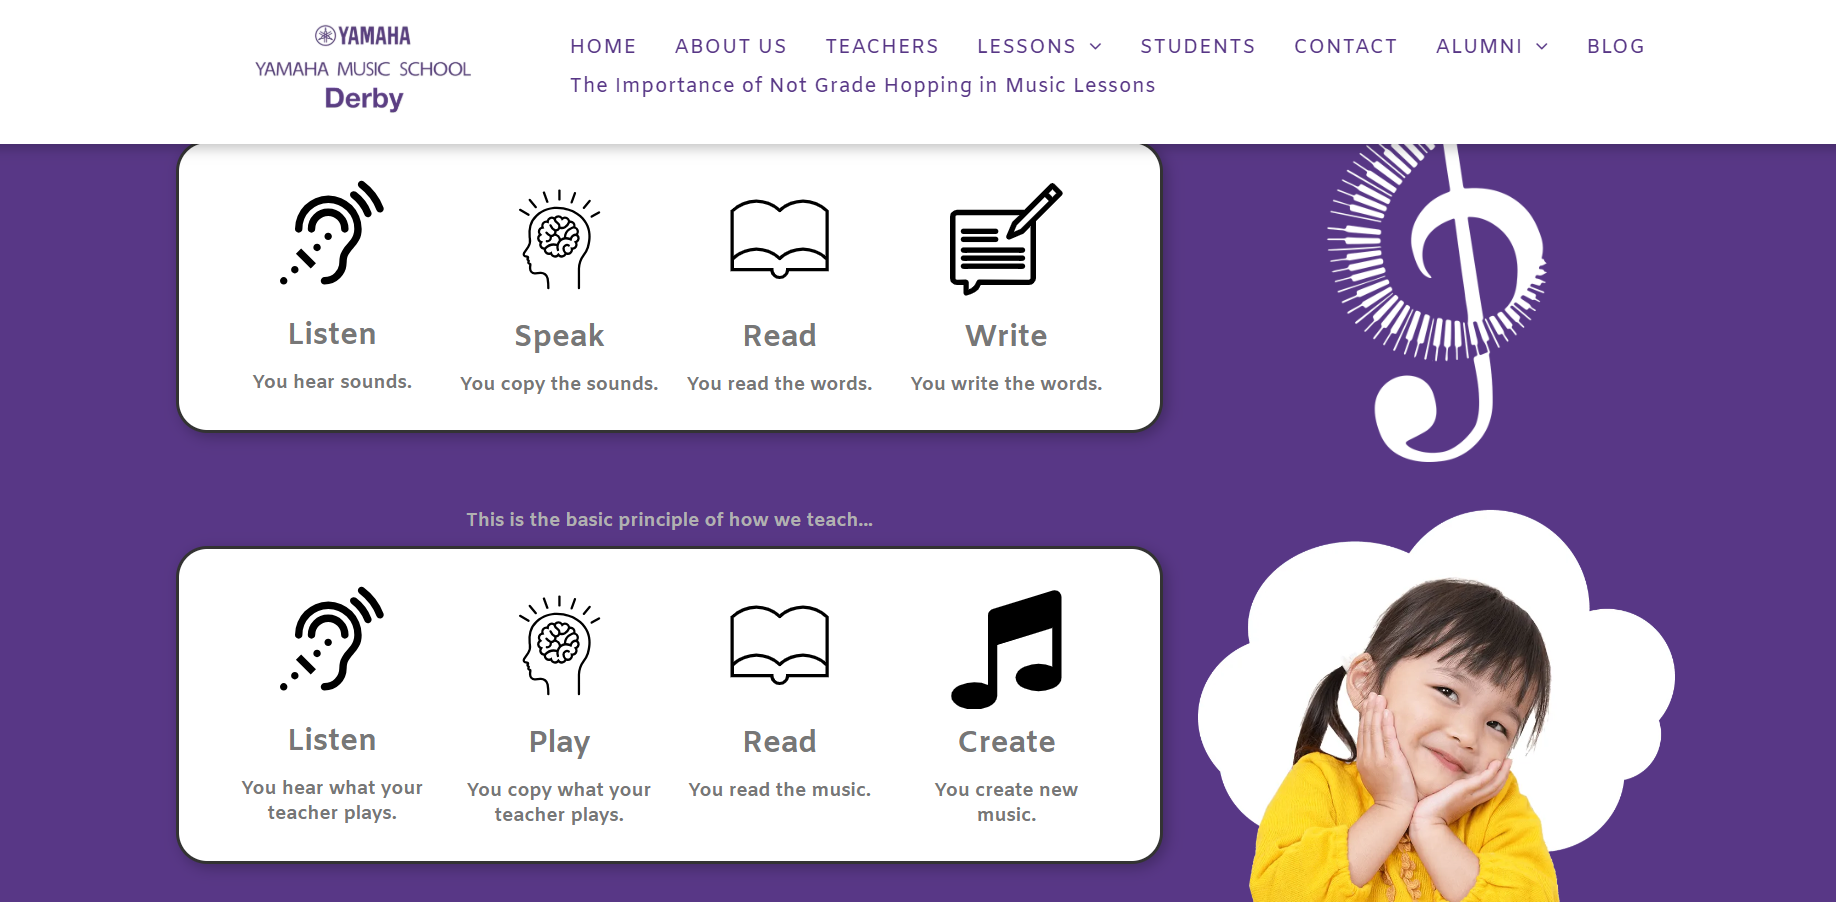 YAMAHA
YAMAHA MUSIC SCHOOL
Derby
HOME ABOUT US TEACHERS LESSONS STUDENTS CONTACT ALUMNI BLOG
The Importance of Not Grade Hopping in Music Lessons
Listen Speak Read Write
You hear sounds. You copy the sounds. You read the words. You write the words.
This is the basic principle of how we teach...
Listen Play Read Create
You hear what your You copy what your You read the music. You create new
teacher plays. teacher plays. music.